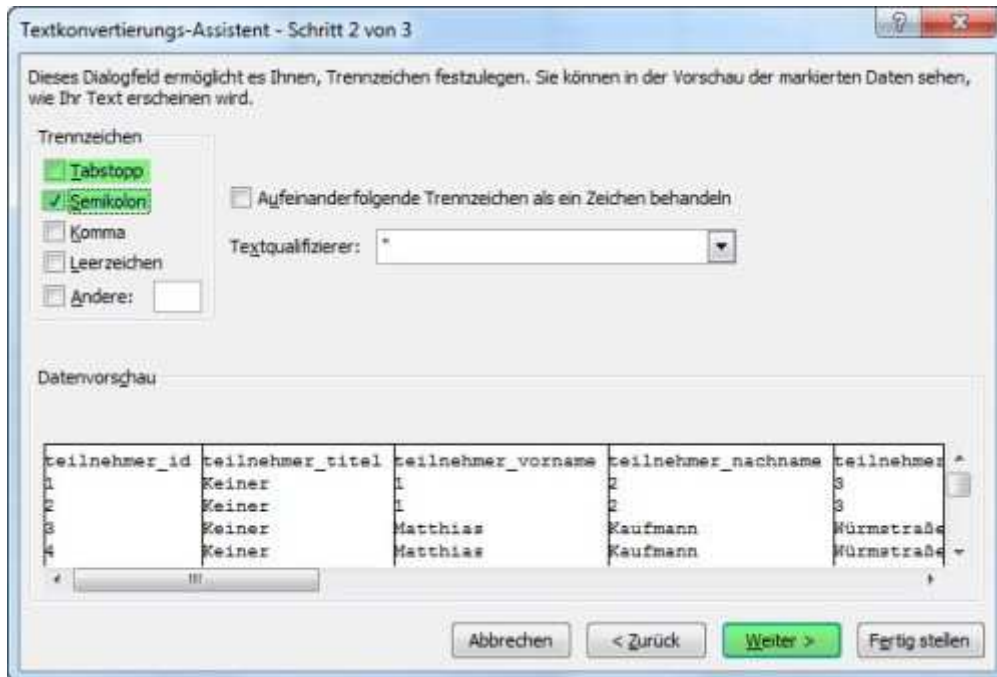 Textkonvertierungs-Assistent - Schritt 2 von 3
Dieses Dialogfeld ermöglicht es Ihnen, Trennzeichen festzulegen. Sie können in der Vorschau der markierten Daten sehen,
wie Ihr Text erscheinen wird.
Trennzeichen
Tabstopp
Semikolon
Komma
Leerzeichen
Andere:
Aufeinanderfolgende Trennzeichen als ein Zeichen behandeln
Textqualifizierer: "
Datenvorschau
teilnehmer_id teilnehmer_titel teilnehmer_vorname teilnehmer_nachname teilnehmer
1 Keiner 1 2 3
2 Keiner 1 2 3
3 Keiner Matthias Kaufmann Würmstraße
4 Keiner Matthias Kaufmann Würmstraße
Abbrechen < Zurück Weiter > Fertig stellen